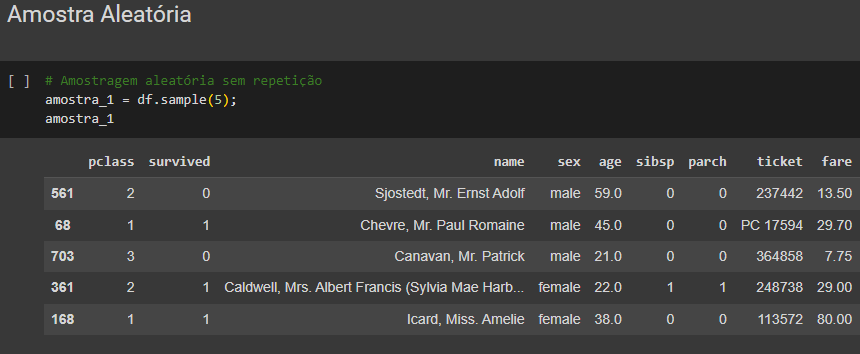 Amostra Aleatória
[ ] # Amostragem aleatória sem repetição
amostra_1 = df.sample(5);
amostra_1
pclass survived name sex age sibsp parch ticket fare
561 2 0 Sjostedt, Mr. Ernst Adolf male 59.0 0 0 237442 13.50
68 1 1 Chevre, Mr. Paul Romaine male 45.0 0 0 PC 17594 29.70
703 3 0 Canavan, Mr. Patrick male 21.0 0 0 364858 7.75
361 2 1 Caldwell, Mrs. Albert Francis (Sylvia Mae Harb... female 22.0 1 1 248738 29.00
168 1 1 Icard, Miss. Amelie female 38.0 0 0 113572 80.00